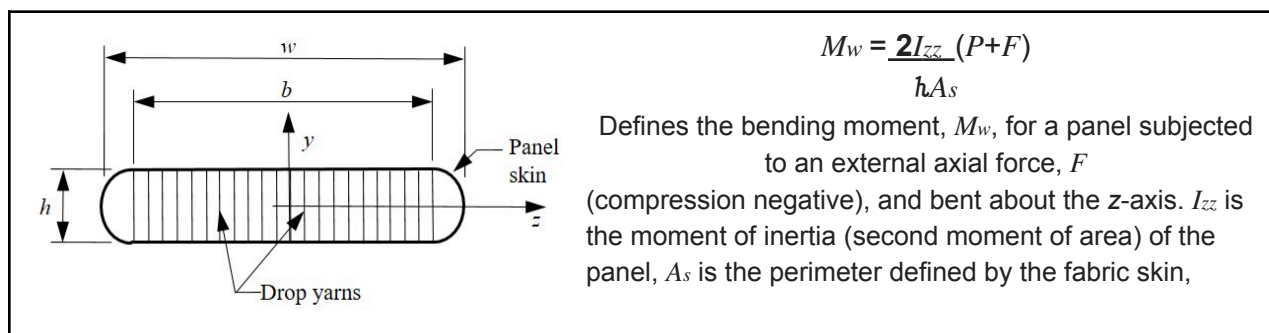 w
b
y
Panel
skin
h
z
Drop yarns
Mw = 2Izz (P+F)
hAs
Defines the bending moment, Mw, for a panel subjected
to an external axial force, F
(compression negative), and bent about the z-axis. Izz is
the moment of inertia (second moment of area) of the
panel, As is the perimeter defined by the fabric skin,